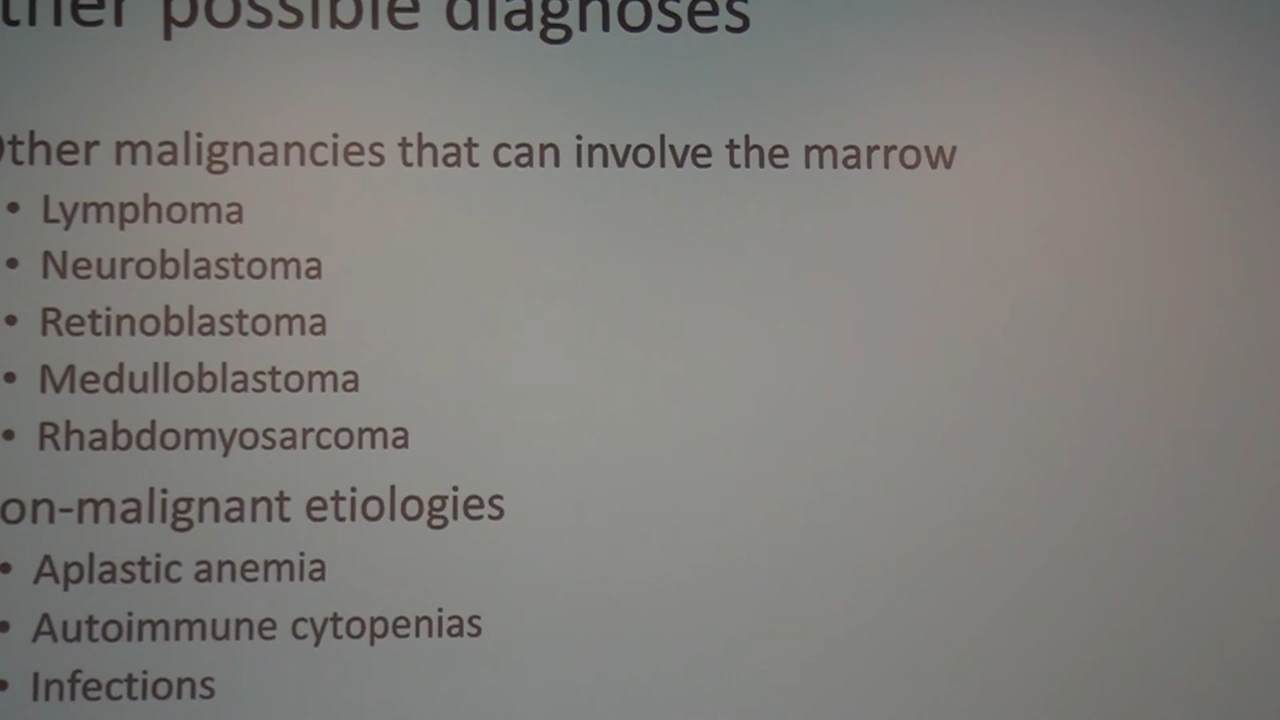 ther possible diagnoses
Other malignancies that can involve the marrow
• Lymphoma
• Neuroblastoma
• Retinoblastoma
• Medulloblastoma
• Rhabdomyosarcoma
on-malignant etiologies
• Aplastic anemia
• Autoimmune cytopenias
• Infections